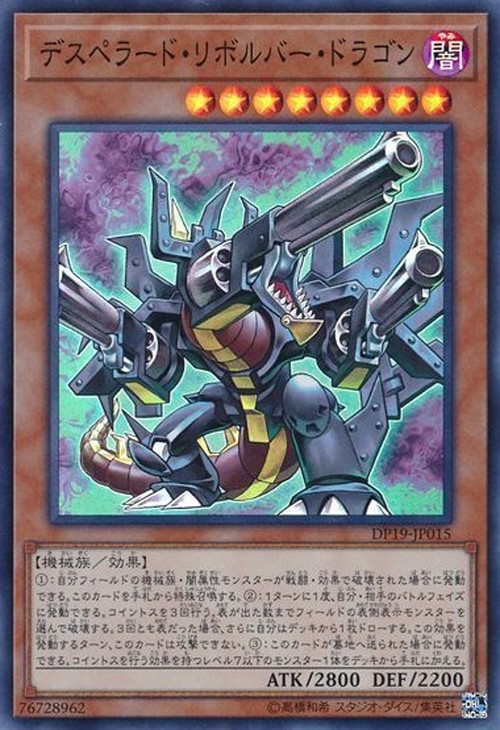 デスペラード・リボルバー・ドラゴン
闇
DP19-JP015
【機械族／効果】
①：自分フィールドの機械族・闇属性モンスターが戦闘・効果で破壊された場合に発動
できる。このカードを手札から特殊召喚する。②：1ターンに1度、自分・相手のバトルフェイズ
に発動できる。コイントスを3回行う。表が出た数までフィールドの表側表示モンスターを
選んで破壊する。3回とも表だった場合、さらに自分はデッキから1枚ドローする。この効果を
発動するターン、このカードは攻撃できない。③：このカードが墓地へ送られた場合に発動
できる。コイントスを行う効果を持つレベル7以下のモンスター1体をデッキから手札に加える。
ATK/2800 DEF/2200
76728962 ©高橋和希 スタジオ・ダイス/集英社